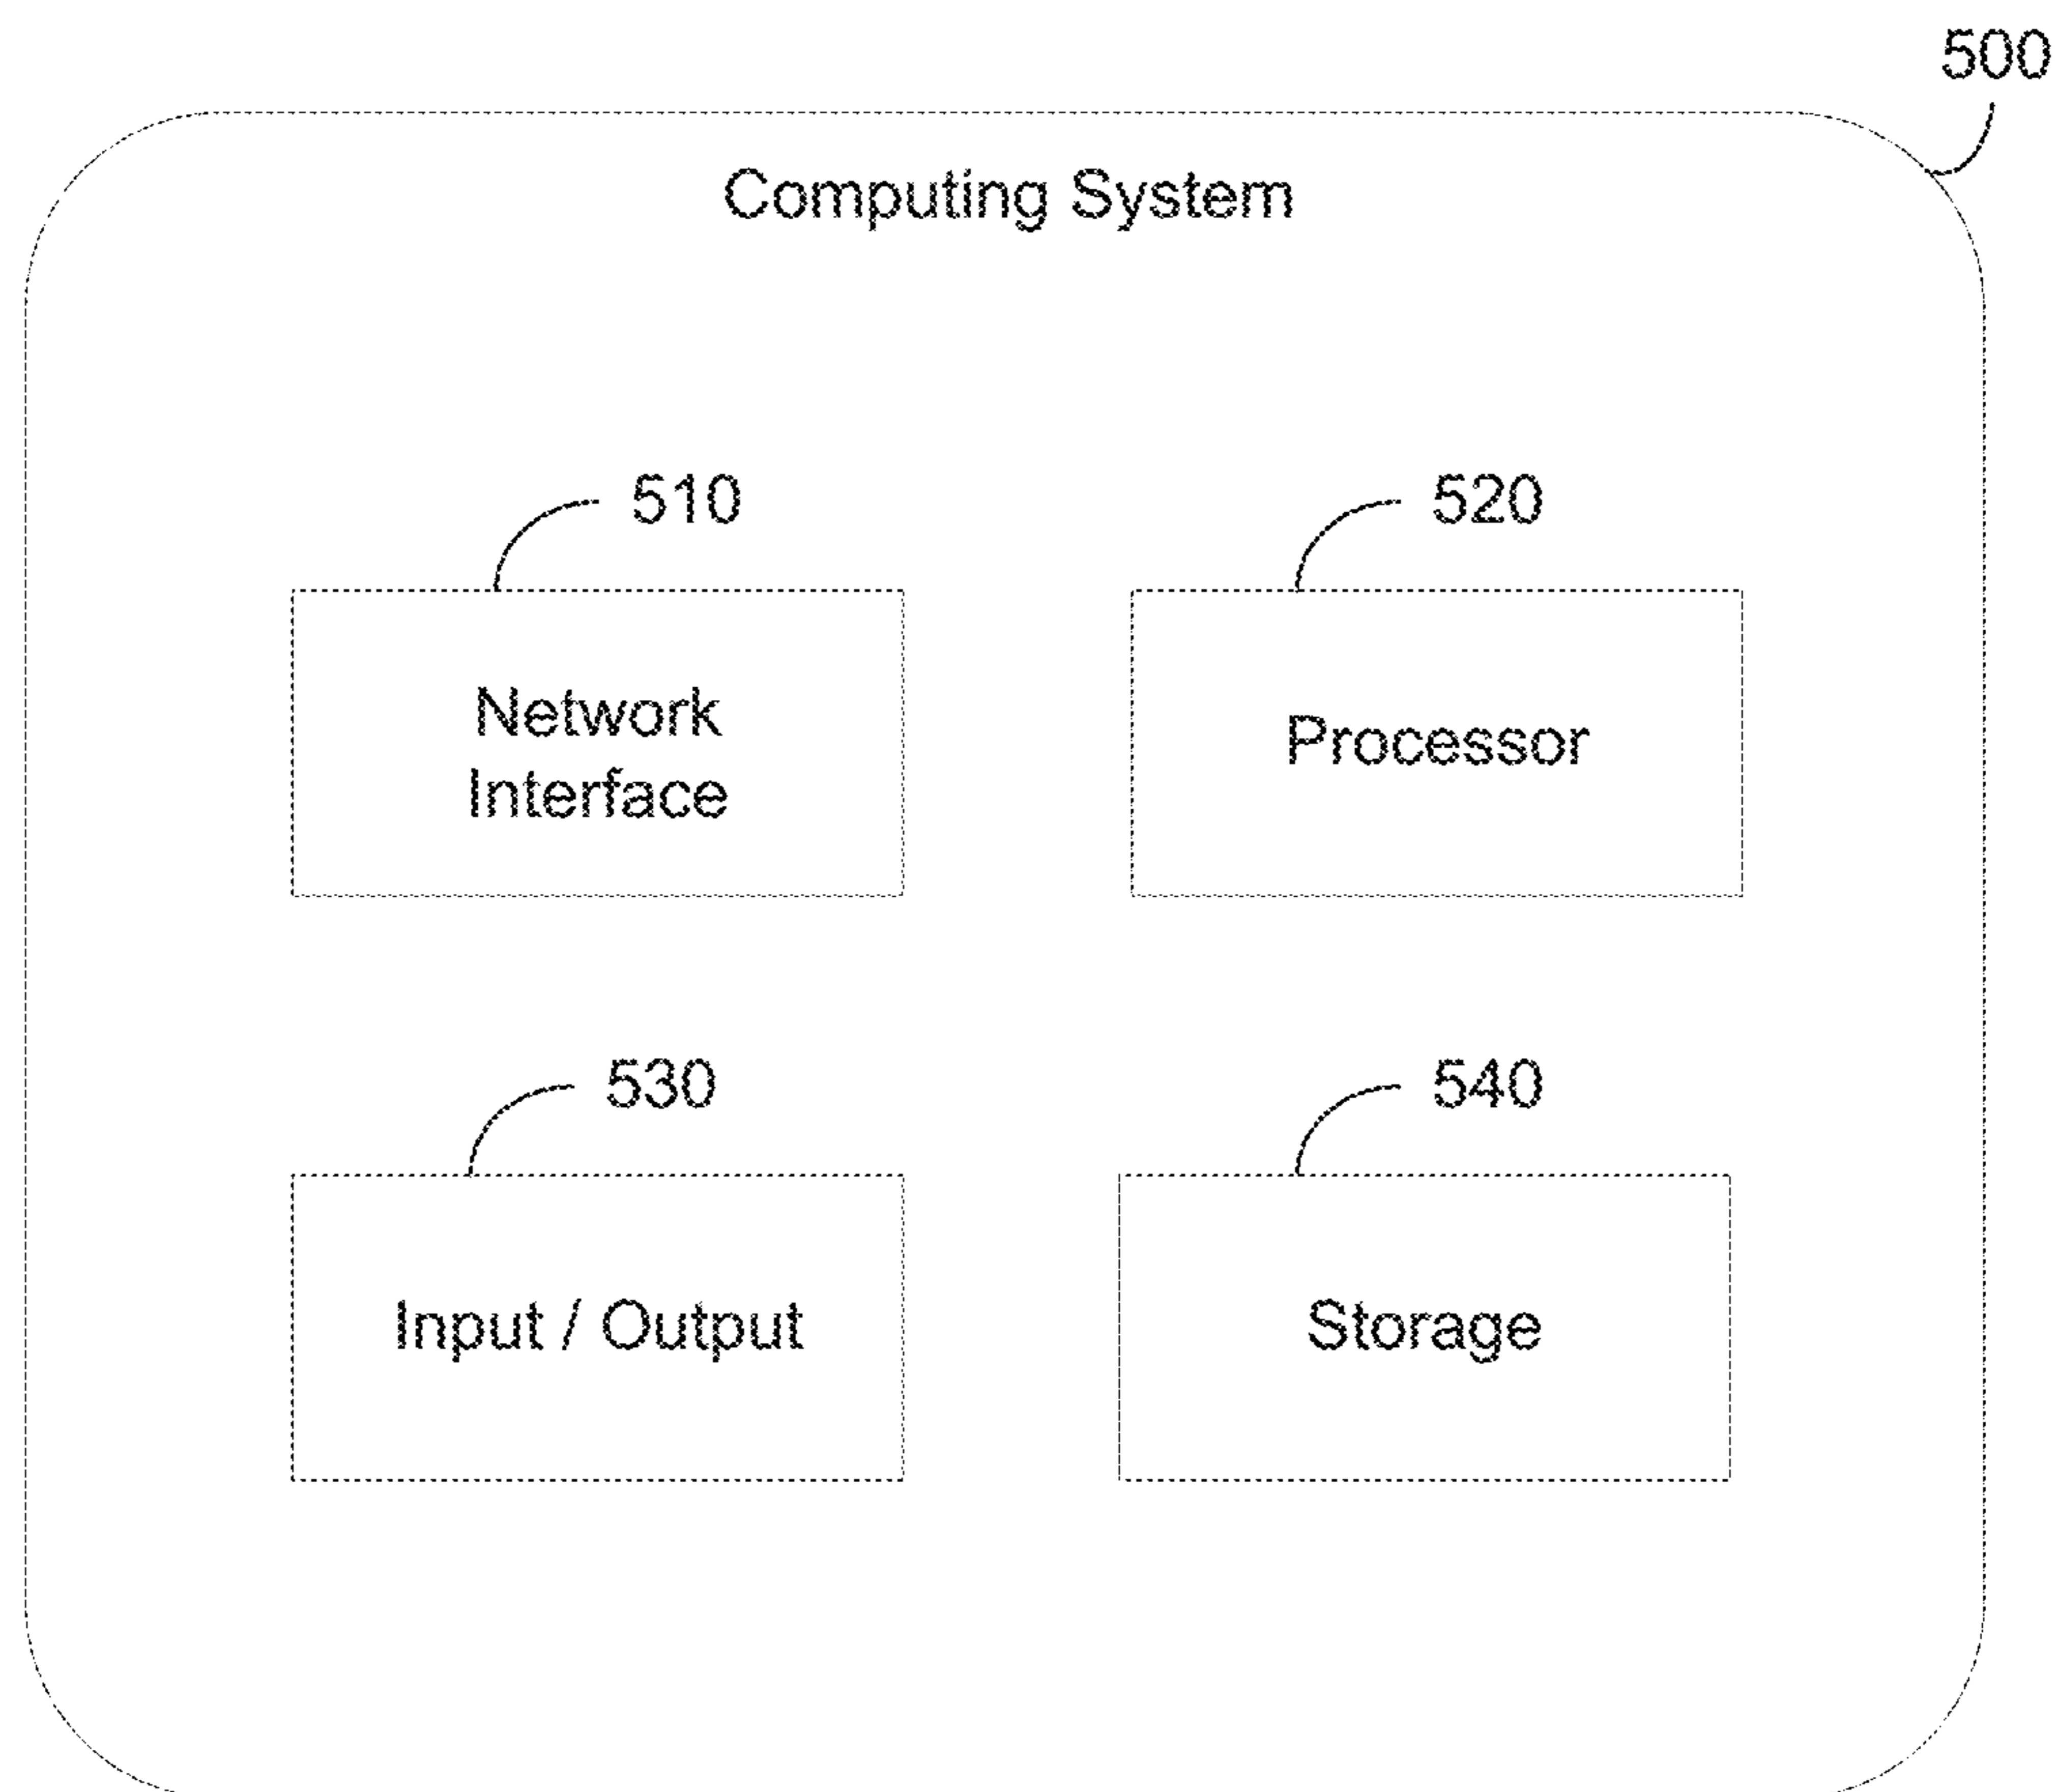 500
Computing System
510
520
Network
Interface
Processor
530
540
Input / Output
Storage